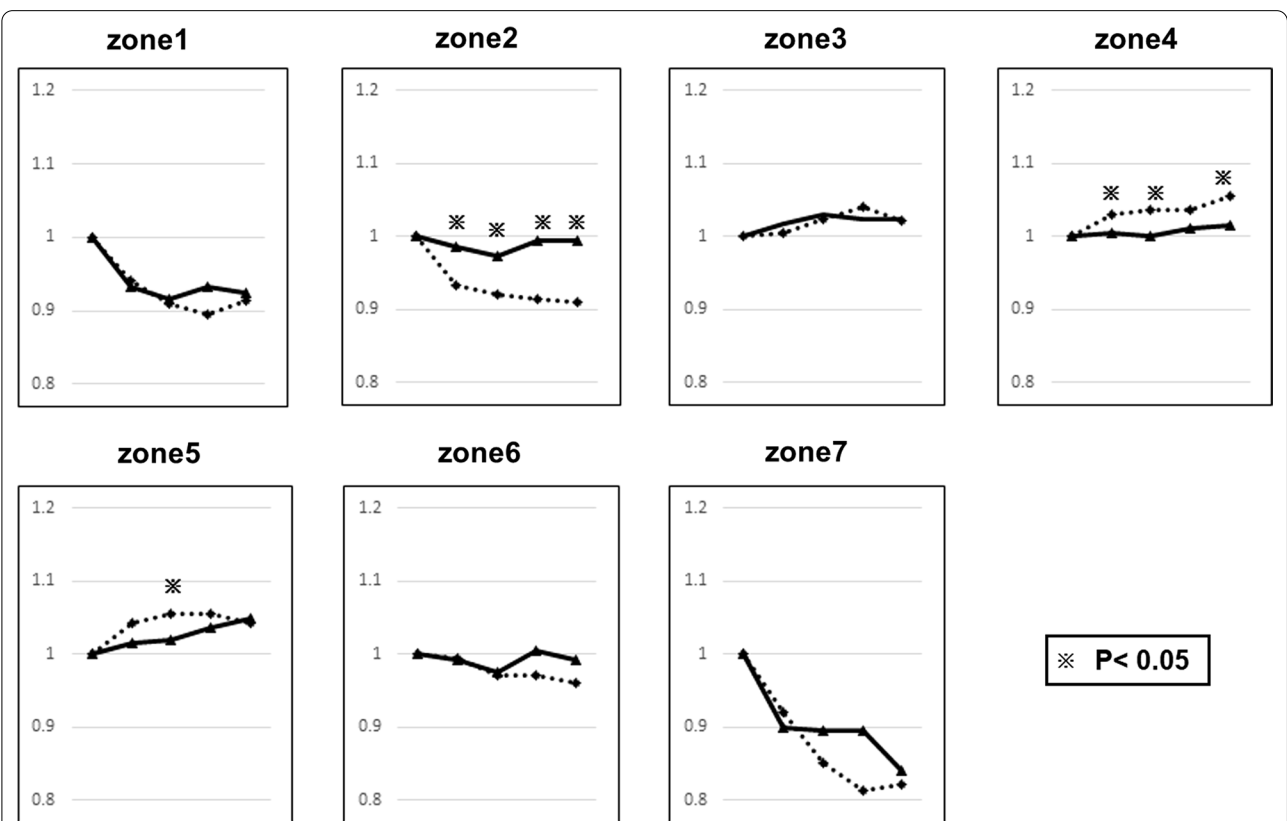 zone1 zone2 zone3 zone4
1.2 1.2 1.2 1.2
1.1 1.1 1.1 1.1
※ ※ ※ ※ ※ ※ ※
1 1 1 1
0.9 0.9 0.9 0.9
0.8 0.8 0.8 0.8
zone5 zone6 zone7
1.2 1.2 1.2
1.1 1.1 1.1
※
1 1 1
※ P< 0.05
0.9 0.9 0.9
0.8 0.8 0.8